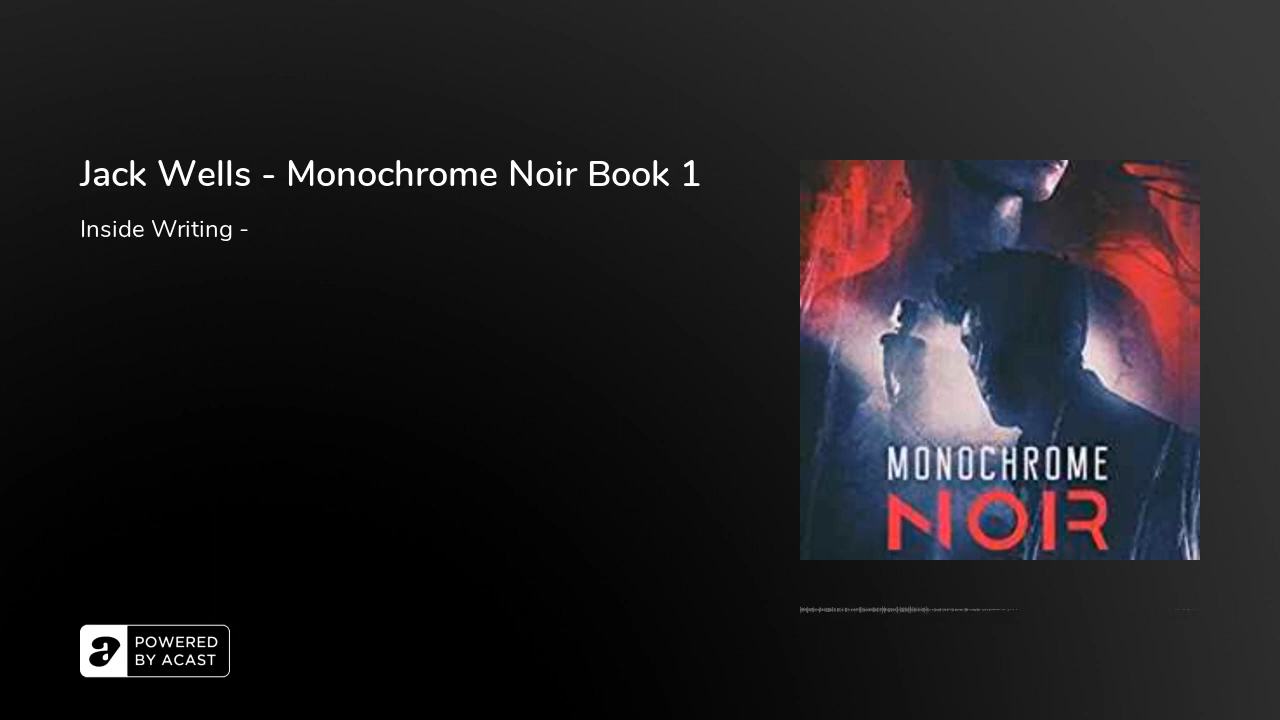 Jack Wells - Monochrome Noir Book 1
Inside Writing -
MONOCHROME
NOIR
a POWERED
BY ACAST